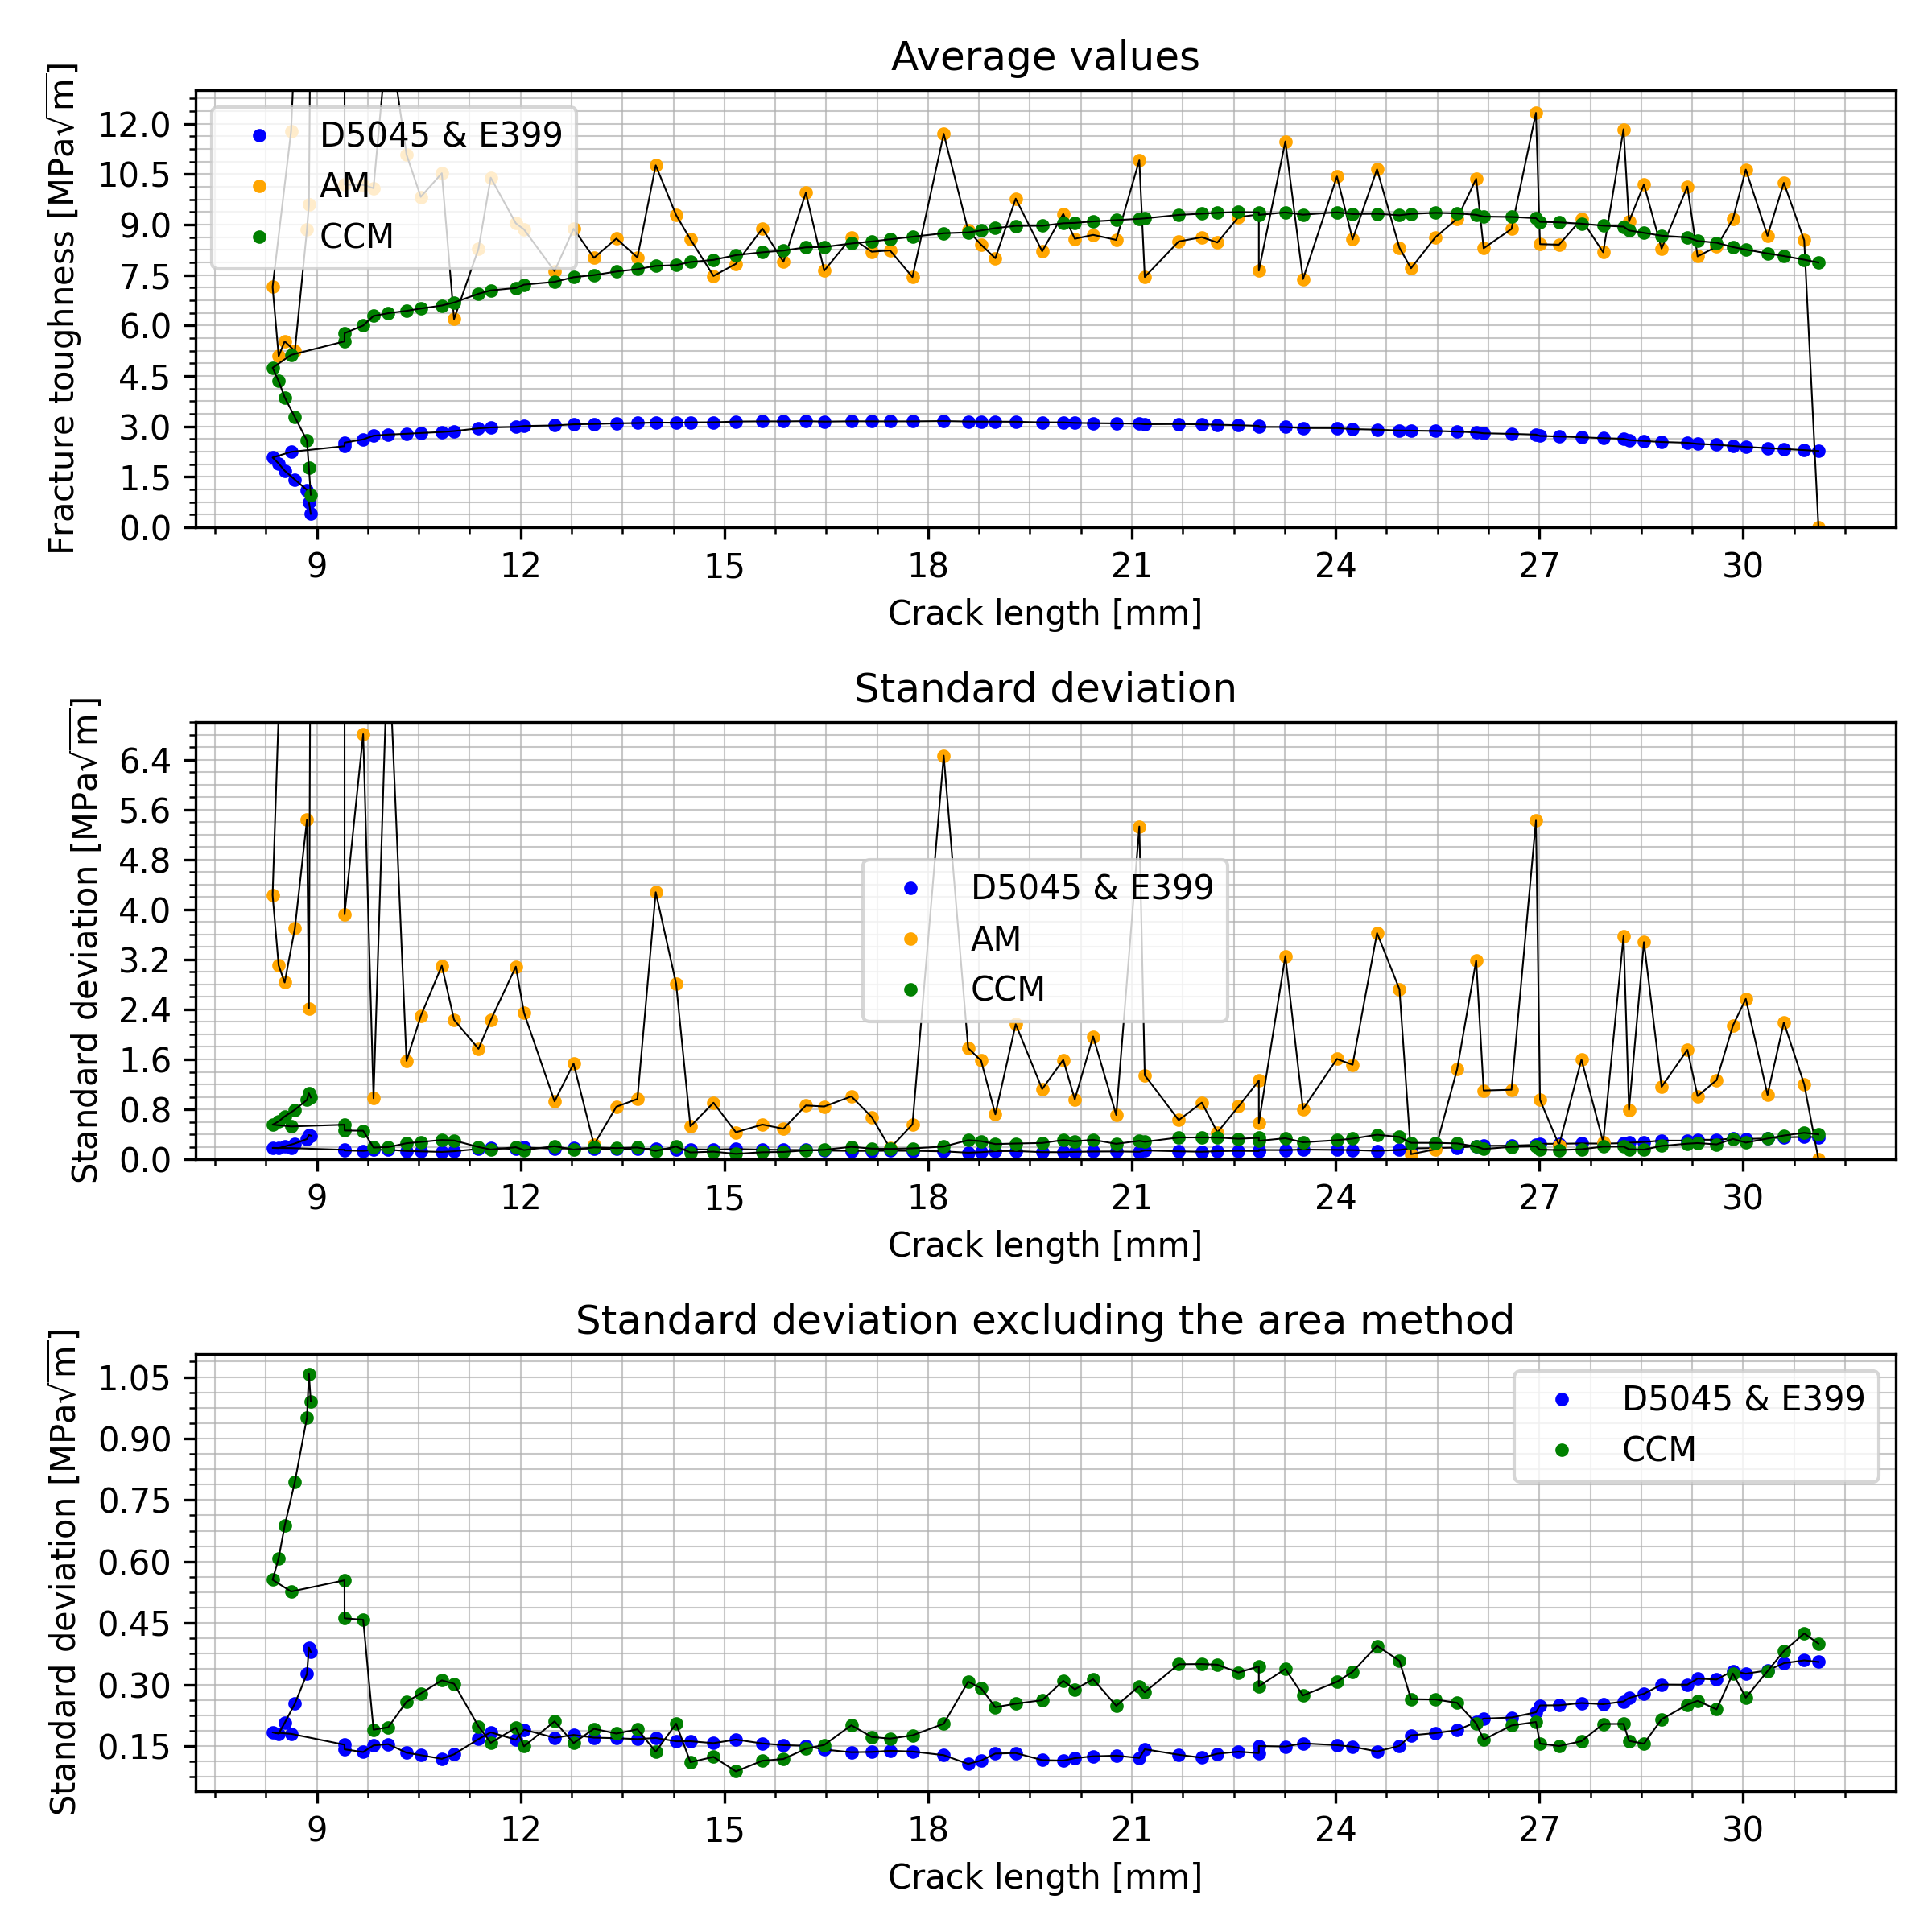 Average values
Fracture toughness [MPa√m]
12.0
10.5
9.0
7.5
6.0
4.5
3.0
1.5
0.0
D5045 & E399
AM
CCM
9 12 15 18 21 24 27 30
Crack length [mm]
Standard deviation
Standard deviation [MPa√m]
6.4
5.6
4.8
4.0
3.2
2.4
1.6
0.8
0.0
D5045 & E399
AM
CCM
9 12 15 18 21 24 27 30
Crack length [mm]
Standard deviation excluding the area method
Standard deviation [MPa√m]
1.05
0.90
0.75
0.60
0.45
0.30
0.15
D5045 & E399
CCM
9 12 15 18 21 24 27 30
Crack length [mm]